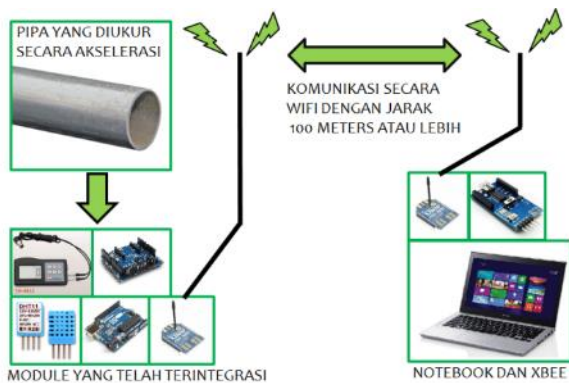 PIPA YANG DIUKUR
SECARA AKSELERASI
KOMUNIKASI SECARA
WIFI DENGAN JARAK
100 METERS ATAU LEBIH
DHT11
MODULE YANG TELAH TERINTEGRASI
NOTEBOOK DAN XBEE